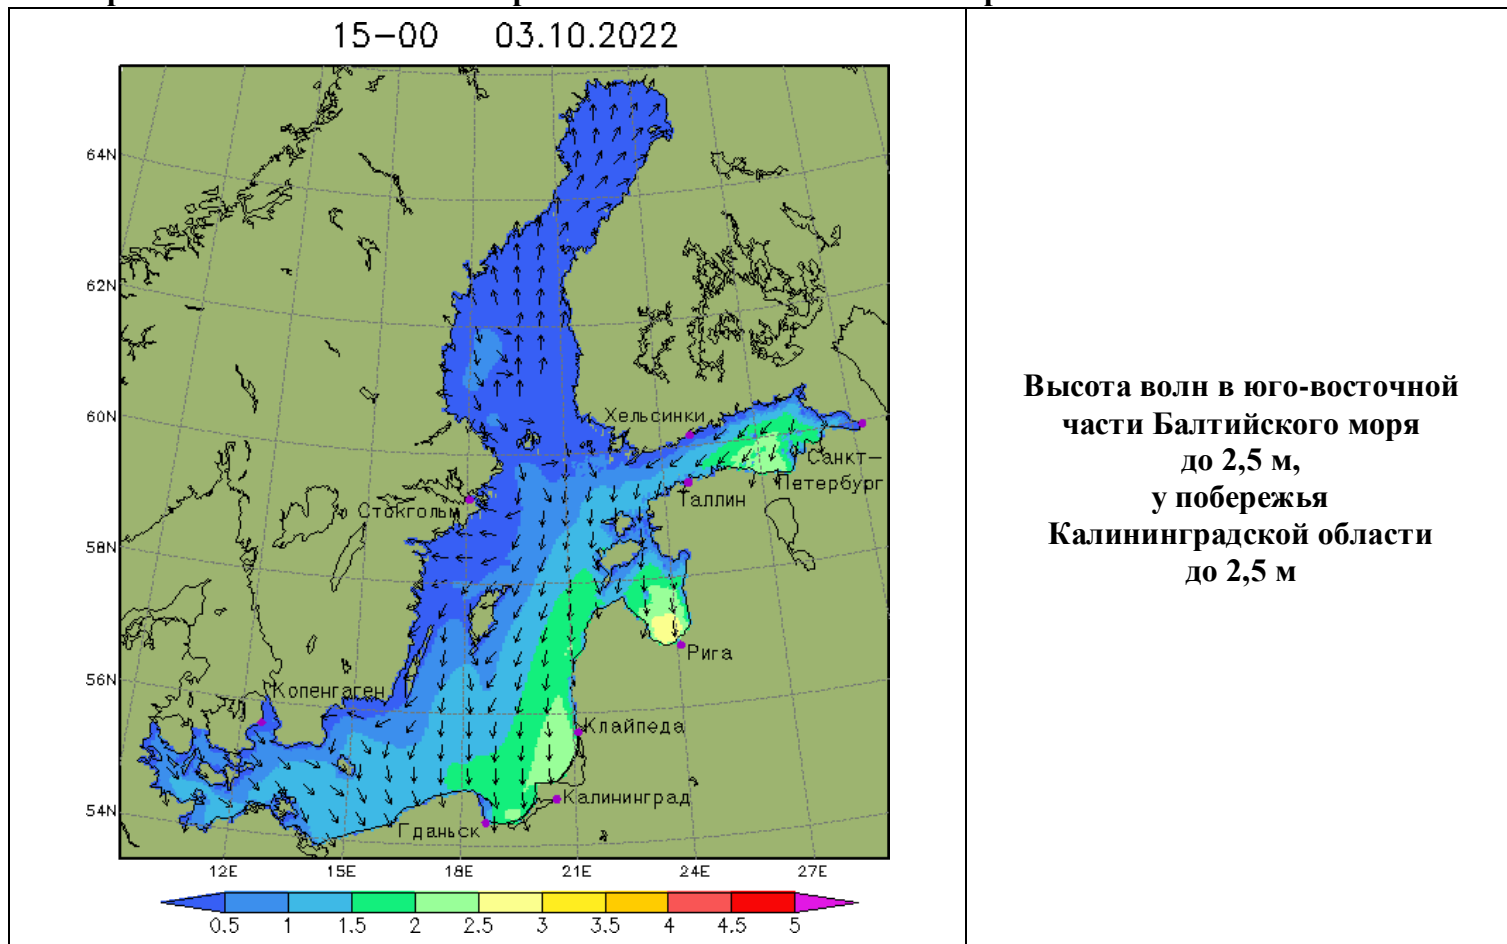 15-00 03.10.2022
64N
62N
60N
58N
56N
54N
Хельсинки
Санкт-
Петербург
Таллин
Стокгольм
Рига
Копенгаген
Клайпеда
Калининград
Гданьск
12E 15E 18E 21E 24E 27E
0.5 1 1.5 2 2.5 3 3.5 4 4.5 5
Высота волн в юго-восточной
части Балтийского моря
до 2,5 м,
у побережья
Калининградской области
до 2,5 м